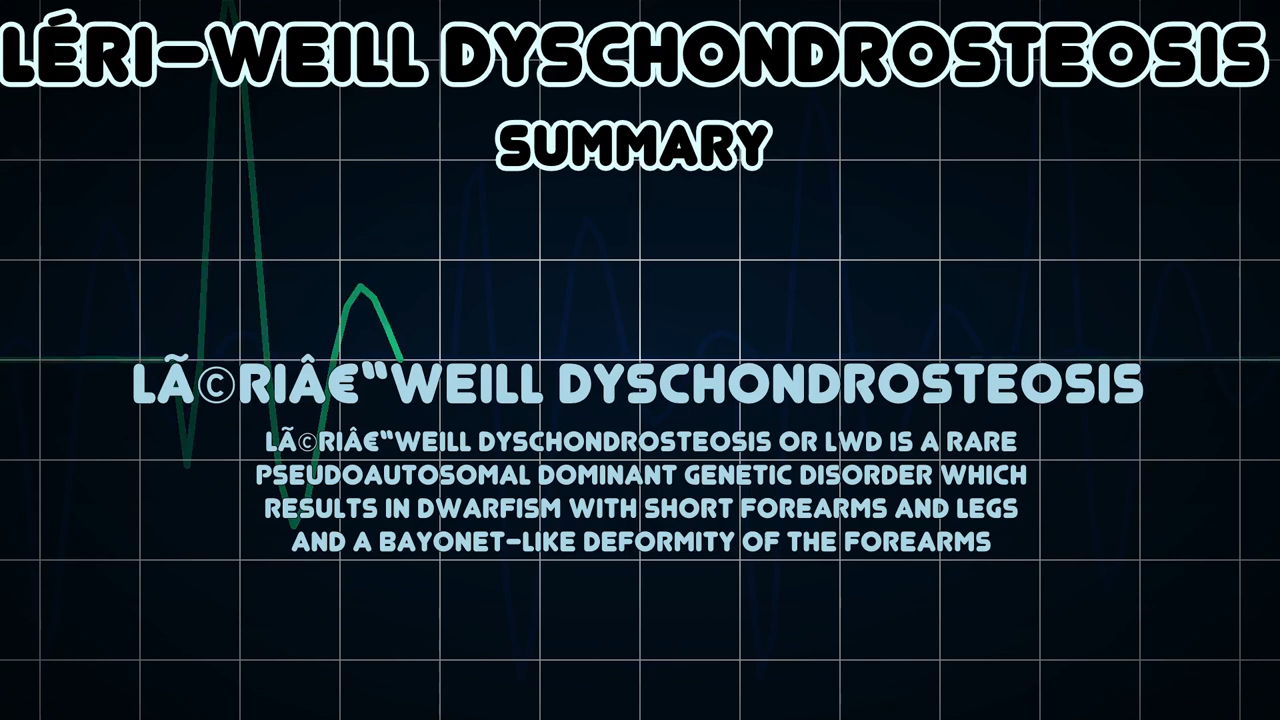 LÉRI–WEILL DYSCHONDROSTEOSIS
SUMMARY
LÃ©RIÂ€“WEILL DYSCHONDROSTEOSIS
LÃ©RIÂ€“WEILL DYSCHONDROSTEOSIS OR LWD IS A RARE
PSEUDOAUTOSOMAL DOMINANT GENETIC DISORDER WHICH
RESULTS IN DWARFISM WITH SHORT FOREARMS AND LEGS
AND A BAYONET-LIKE DEFORMITY OF THE FOREARMS